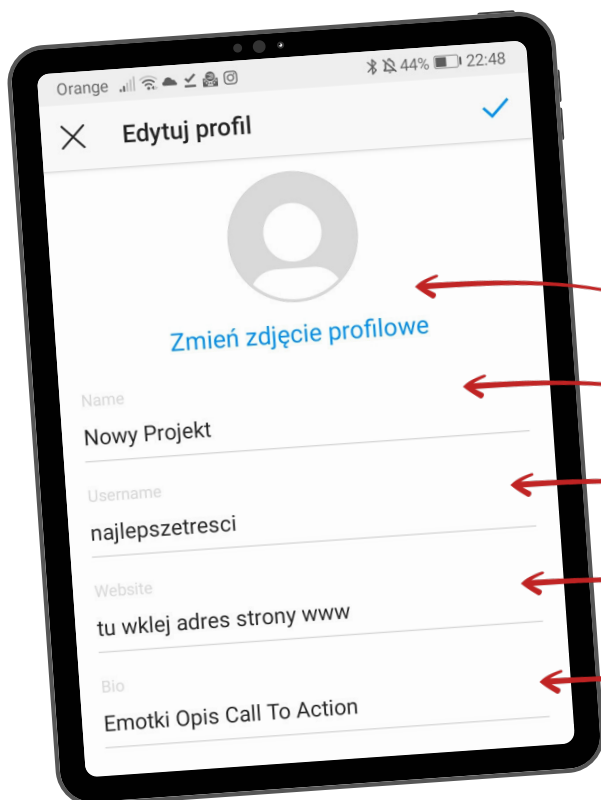 Orange 44% 22:48
Edytuj profil
Zmień zdjęcie profilowe
Name
Nowy Projekt
Username
najlepszetresci
Website
tu wklej adres strony www
Bio
Emotki Opis Call To Action